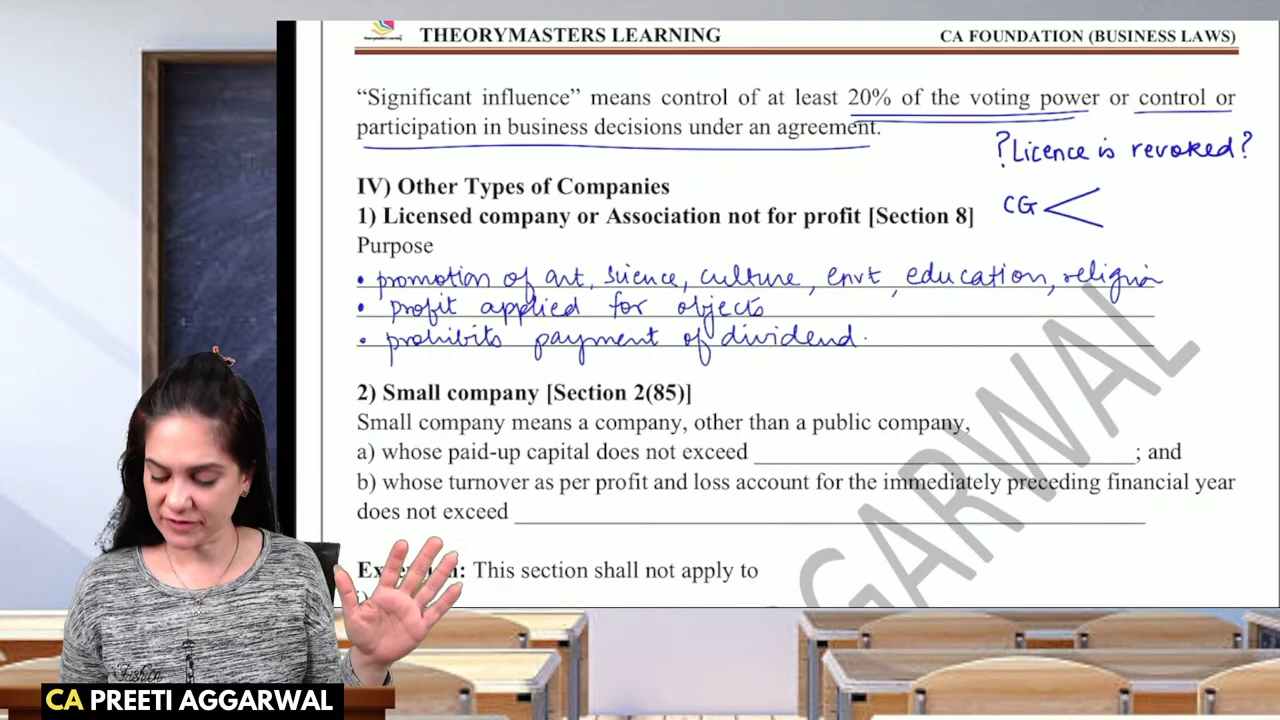 THEORYMASTERS LEARNING CA FOUNDATION (BUSINESS LAWS)
“Significant influence” means control of at least 20% of the voting power or control or
participation in business decisions under an agreement.
?Licence is revoked?
IV) Other Types of Companies
1) Licensed company or Association not for profit [Section 8]
CG
Purpose
• promotion of art, science, culture, envt, education, religion
• profit applied for objects
• prohibits payment of dividend.
2) Small company [Section 2(85)]
Small company means a company, other than a public company,
a) whose paid-up capital does not exceed ______________________________; and
b) whose turnover as per profit and loss account for the immediately preceding financial year
does not exceed __________________________________________________
This section shall not apply to
GGARWAL
CA PREETI AGGARWAL